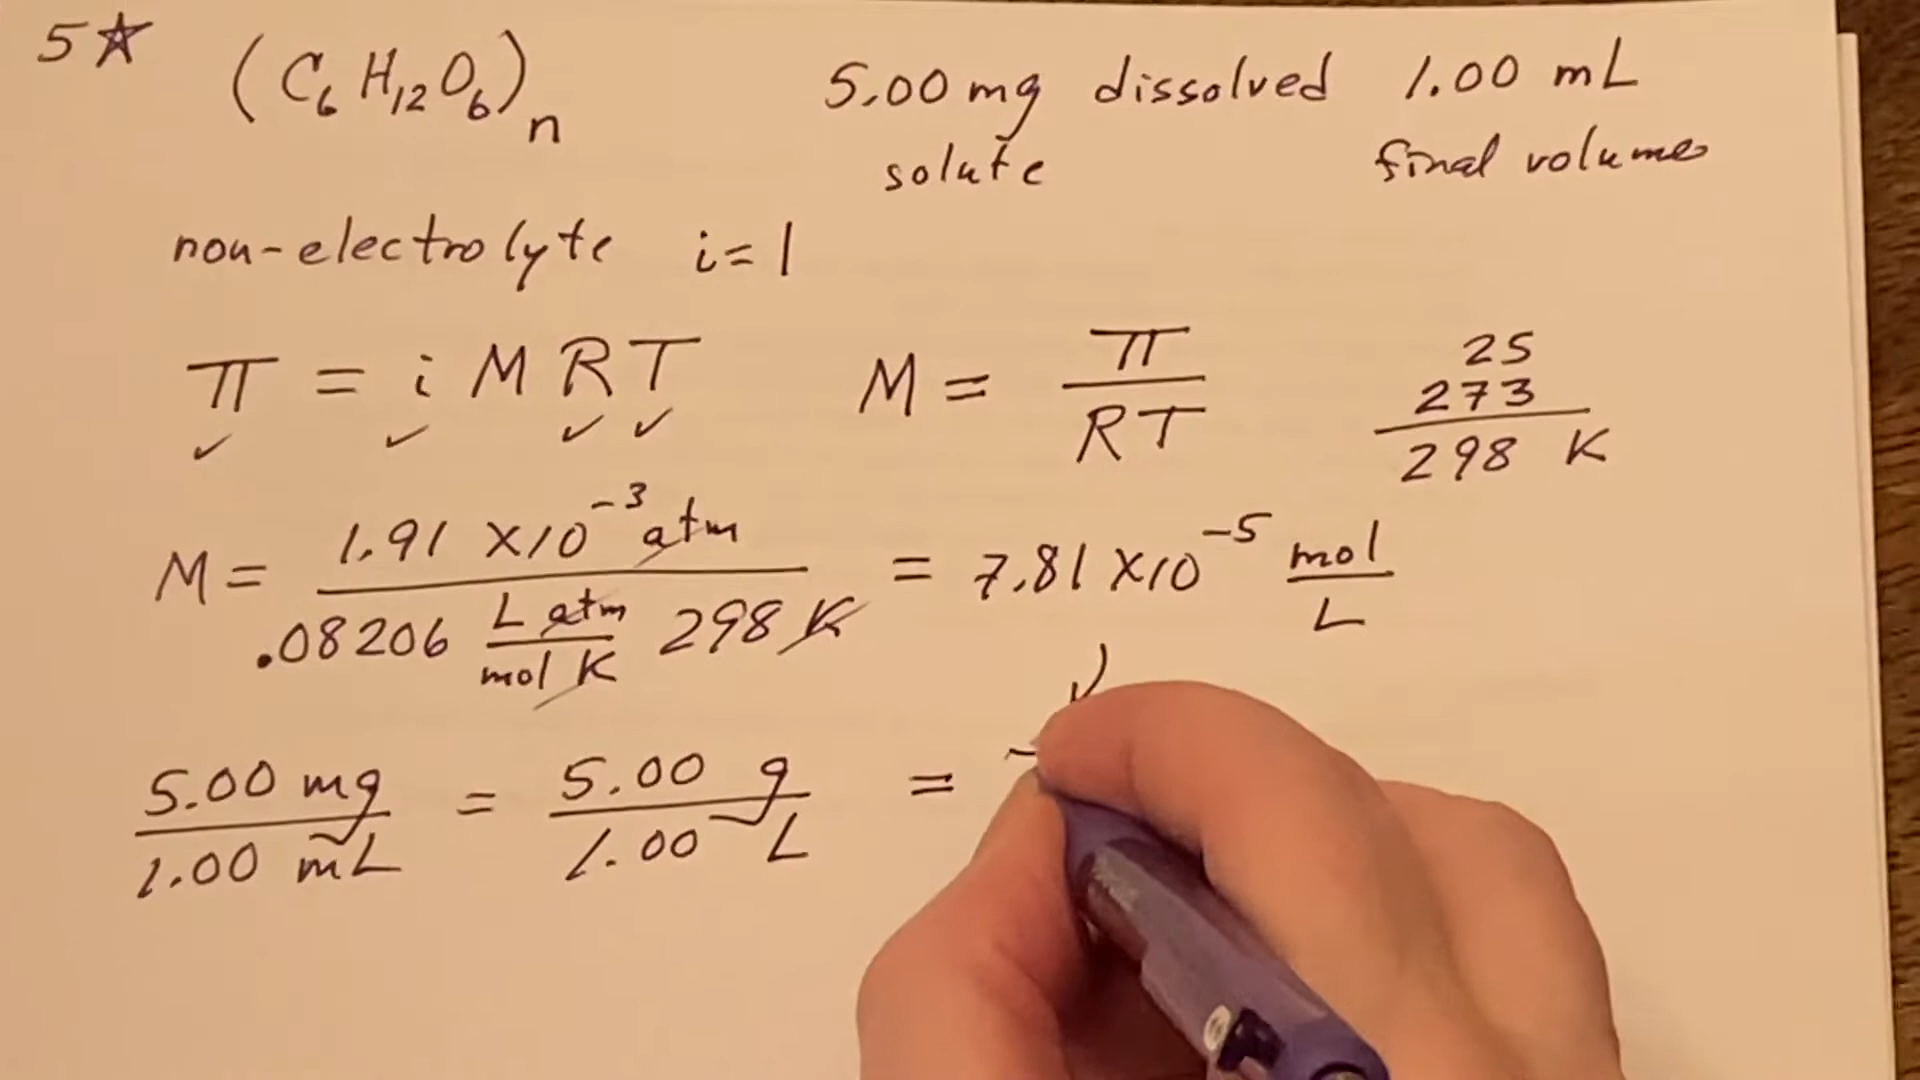 5☆ (C₆H₁₂O₆)ₙ 5.00 mg dissolved 1.00 mL
solute final volume
non-electrolyte i = 1
π = i M R T M = π / RT 25
273
298 K
M = 1.91 × 10⁻³ atm / .08206 L atm / mol K 298 K = 7.81 × 10⁻⁵ mol / L
5.00 mg / 1.00 mL = 5.00 g / 1.00 L =